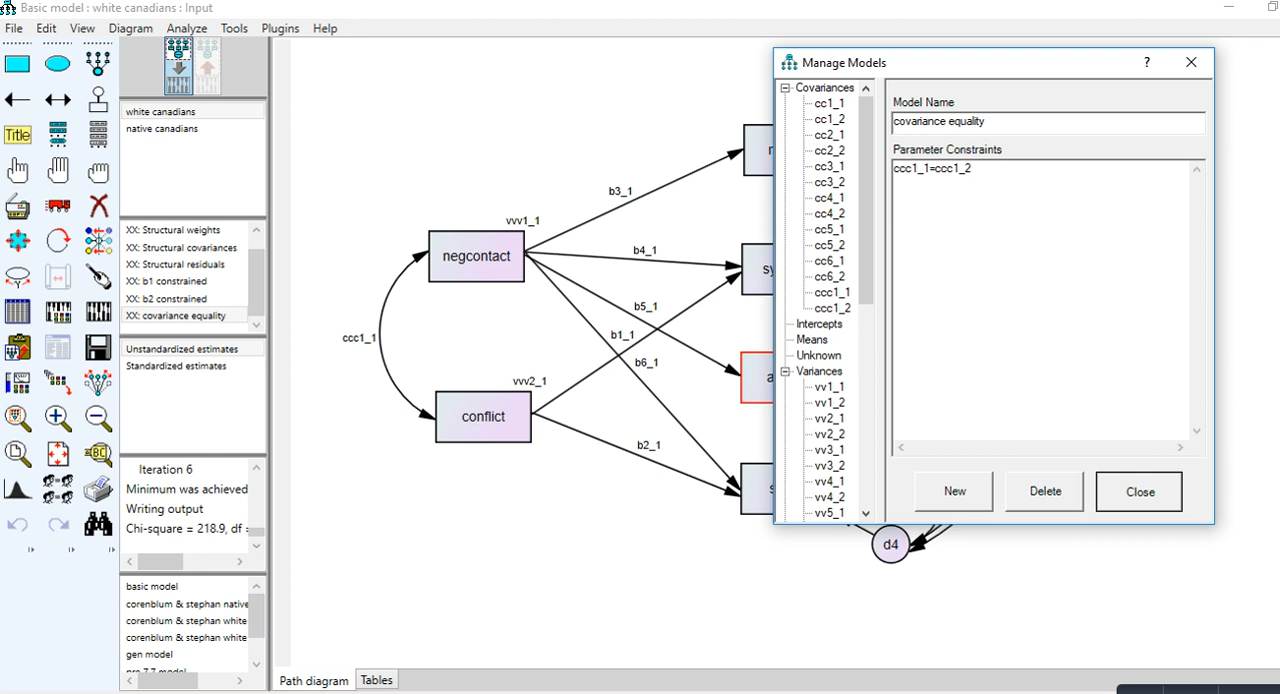 Basic model : white canadians : Input
File Edit View Diagram Analyze Tools Plugins Help
Title
white canadians
native canadians
XX: Structural weights
XX: Structural covariances
XX: Structural residuals
XX: b1 constrained
XX: b2 constrained
XX: covariance equality
Unstandardized estimates
Standardized estimates
Iteration 6
Minimum was achieved
Writing output
Chi-square = 218.9, df
basic model
corenblum & stephan native
corenblum & stephan white
corenblum & stephan white
gen model
pre 7.7 model
negcontact
conflict
vvv1_1
vvv2_1
ccc1_1
b3_1
b4_1
b5_1
b1_1
b6_1
b2_1
sy
a
s
d4
Path diagram
Tables
Manage Models
?
Covariances
cc1_1
cc1_2
cc2_1
cc2_2
cc3_1
cc3_2
cc4_1
cc4_2
cc5_1
cc5_2
cc6_1
cc6_2
ccc1_1
ccc1_2
Intercepts
Means
Unknown
Variances
vv1_1
vv1_2
vv2_1
vv2_2
vv3_1
vv3_2
vv4_1
vv4_2
vv5_1
Model Name
covariance equality
Parameter Constraints
ccc1_1=ccc1_2
New
Delete
Close